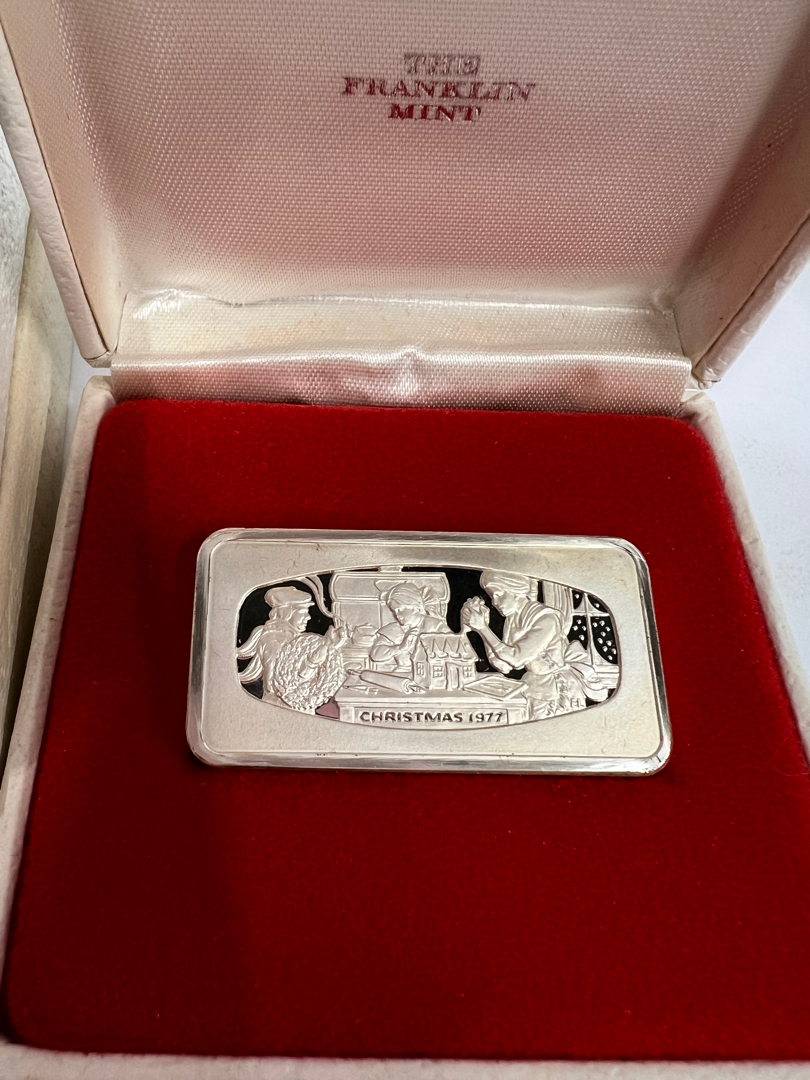 THE
FRANKLIN
MINT
CHRISTMAS 1977